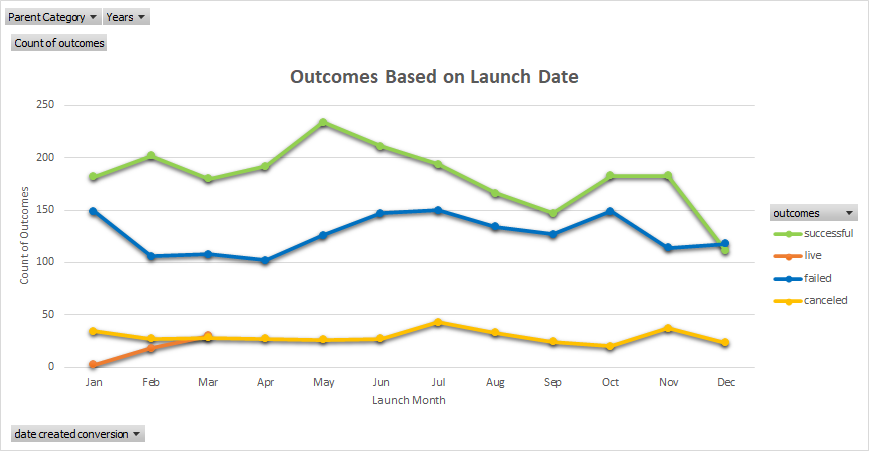 Parent Category Years
Count of outcomes
Outcomes Based on Launch Date
250
200
150
100
50
0
Count of Outcomes
Jan Feb Mar Apr May Jun Jul Aug Sep Oct Nov Dec
Launch Month
outcomes
successful
live
failed
canceled
date created conversion